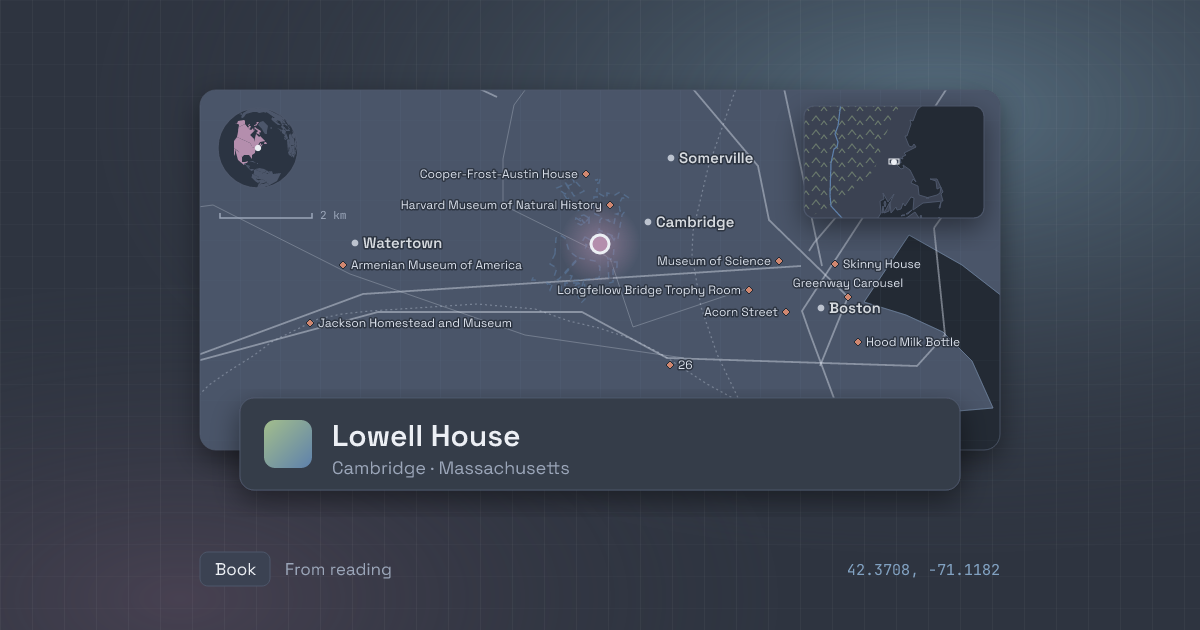 Somerville
Cooper-Frost-Austin House
Harvard Museum of Natural History
2 km
Cambridge
Watertown
Armenian Museum of America
Museum of Science
Skinny House
Greenway Carousel
Longfellow Bridge Trophy Room
Acorn Street
Boston
Jackson Homestead and Museum
Hood Milk Bottle
26
Lowell House
Cambridge · Massachusetts
Book
From reading
42.3708, -71.1182